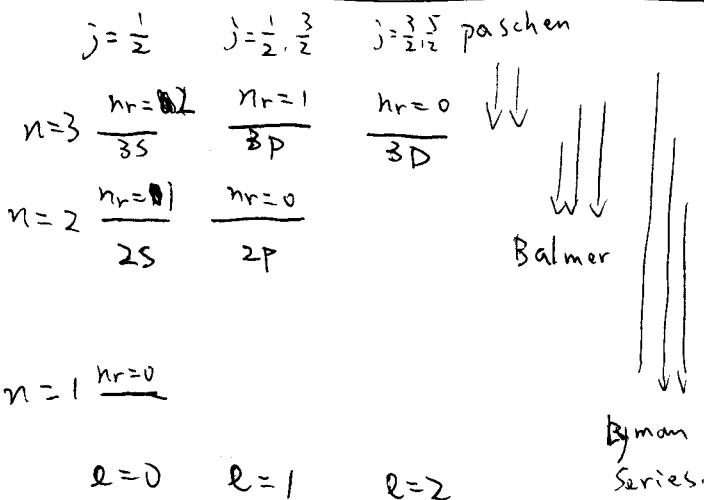 j = 1/2 j = 1/2, 3/2 j = 3/2, 5/2 paschen
n=3 nr=2 nr=1 nr=0
3S 3P 3D
n=2 nr=1 nr=0
2S 2P
Balmer
n=1 nr=0
Lyman
Series.
l=0 l=1 l=2